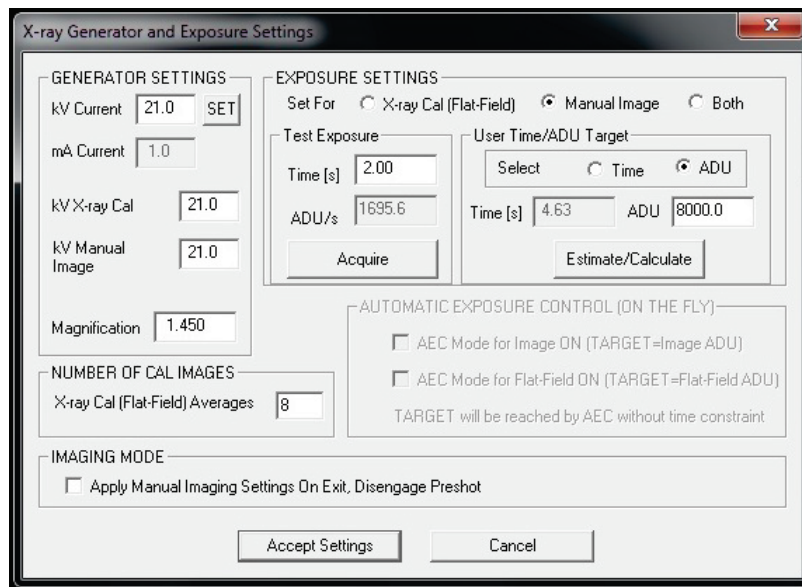 X-ray Generator and Exposure Settings
GENERATOR SETTINGS
kV Current 21.0 SET
mA Current 1.0
kV X-ray Cal 21.0
kV Manual Image 21.0
Magnification 1.450
EXPOSURE SETTINGS
Set For X-ray Cal (Flat-Field) Manual Image Both
Test Exposure
Time [s] 2.00
ADU/s 1695.6
Acquire
User Time/ADU Target
Select Time ADU
Time [s] 4.63 ADU 8000.0
Estimate/Calculate
AUTOMATIC EXPOSURE CONTROL (ON THE FLY)
AEC Mode for Image ON (TARGET=Image ADU)
AEC Mode for Flat-Field ON (TARGET=Flat-Field ADU)
TARGET will be reached by AEC without time constraint
NUMBER OF CAL IMAGES
X-ray Cal (Flat-Field) Averages 8
IMAGING MODE
Apply Manual Imaging Settings On Exit, Disengage Preshot
Accept Settings Cancel